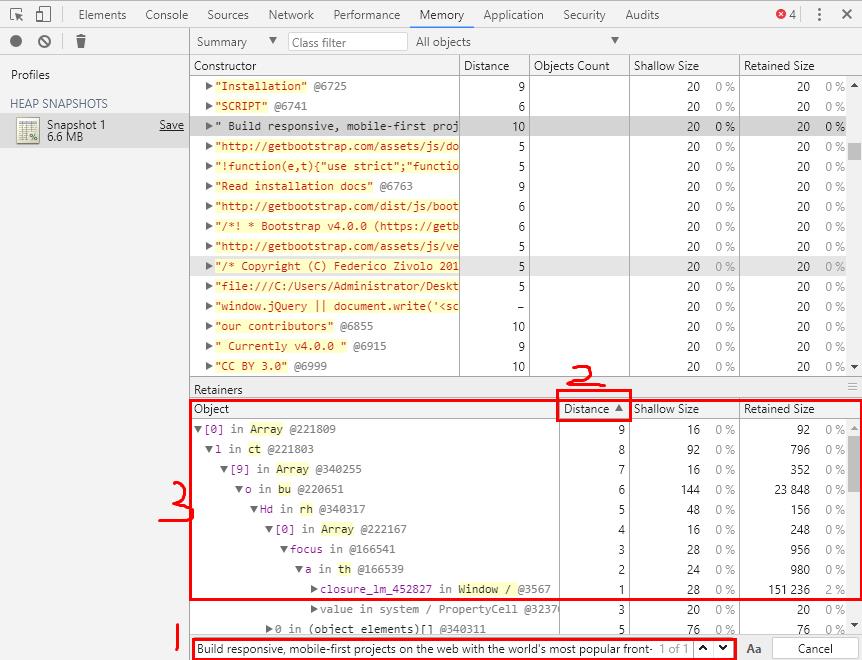 Elements Console Sources Network Performance Memory Application Security Audits 4
Summary Class filter All objects
Profiles
HEAP SNAPSHOTS
Snapshot 1 Save
6.6 MB
Constructor Distance Objects Count Shallow Size Retained Size
"Installation" @6725 9 20 0 % 20 0 %
"SCRIPT" @6741 6 20 0 % 20 0 %
" Build responsive, mobile-first proj 10 20 0 % 20 0 %
"http://getbootstrap.com/assets/js/do 5 20 0 % 20 0 %
"!function(e,t){"use strict";"functio 5 20 0 % 20 0 %
"Read installation docs" @6763 9 20 0 % 20 0 %
"http://getbootstrap.com/dist/js/boot 6 20 0 % 20 0 %
"/*! * Bootstrap v4.0.0 (https://getb 6 20 0 % 20 0 %
"http://getbootstrap.com/assets/js/ve 5 20 0 % 20 0 %
"/* Copyright (C) Federico Zivolo 201 5 20 0 % 20 0 %
"file:///C:/Users/Administrator/Deskt 5 20 0 % 20 0 %
"window.jQuery || document.write('<sc – 20 0 % 20 0 %
"our contributors" @6855 10 20 0 % 20 0 %
" Currently v4.0.0 " @6915 9 20 0 % 20 0 %
"CC BY 3.0" @6999 10 20 0 % 20 0 %
2
Retainers
Object Distance Shallow Size Retained Size
[0] in Array @221809 9 16 0 % 92 0 %
l in ct @221803 8 92 0 % 796 0 %
[9] in Array @340255 7 16 0 % 352 0 %
o in bu @220651 6 144 0 % 23 848 0 %
3
Hd in rh @340317 5 48 0 % 156 0 %
[0] in Array @222167 4 16 0 % 248 0 %
focus in @166541 3 28 0 % 956 0 %
a in th @166539 2 24 0 % 980 0 %
closure_lm_452827 in Window / @3567 1 28 0 % 151 236 2 %
value in system / PropertyCell @3237 3 20 0 % 20 0 %
0 in (object elements)[] @340311 5 76 0 % 76 0 %
1
Build responsive, mobile-first projects on the web with the world's most popular front- 1 of 1 Aa Cancel